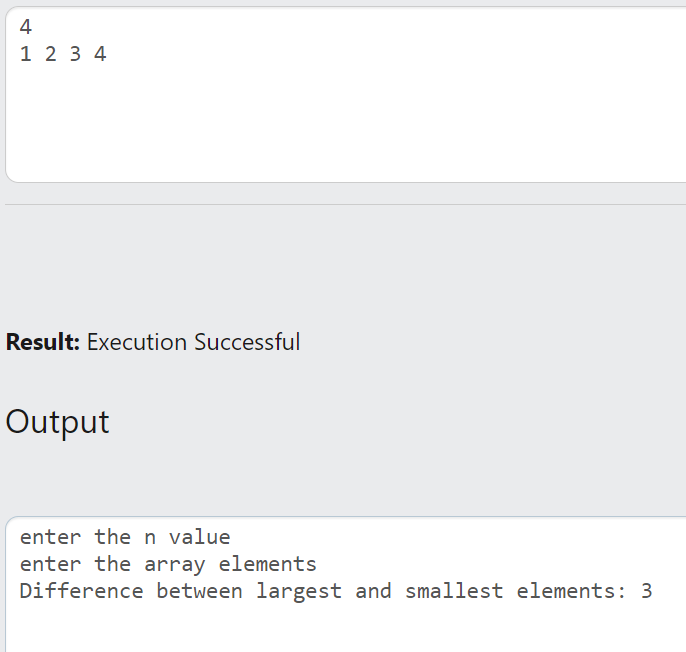 4
1 2 3 4
Result: Execution Successful
Output
enter the n value
enter the array elements
Difference between largest and smallest elements: 3